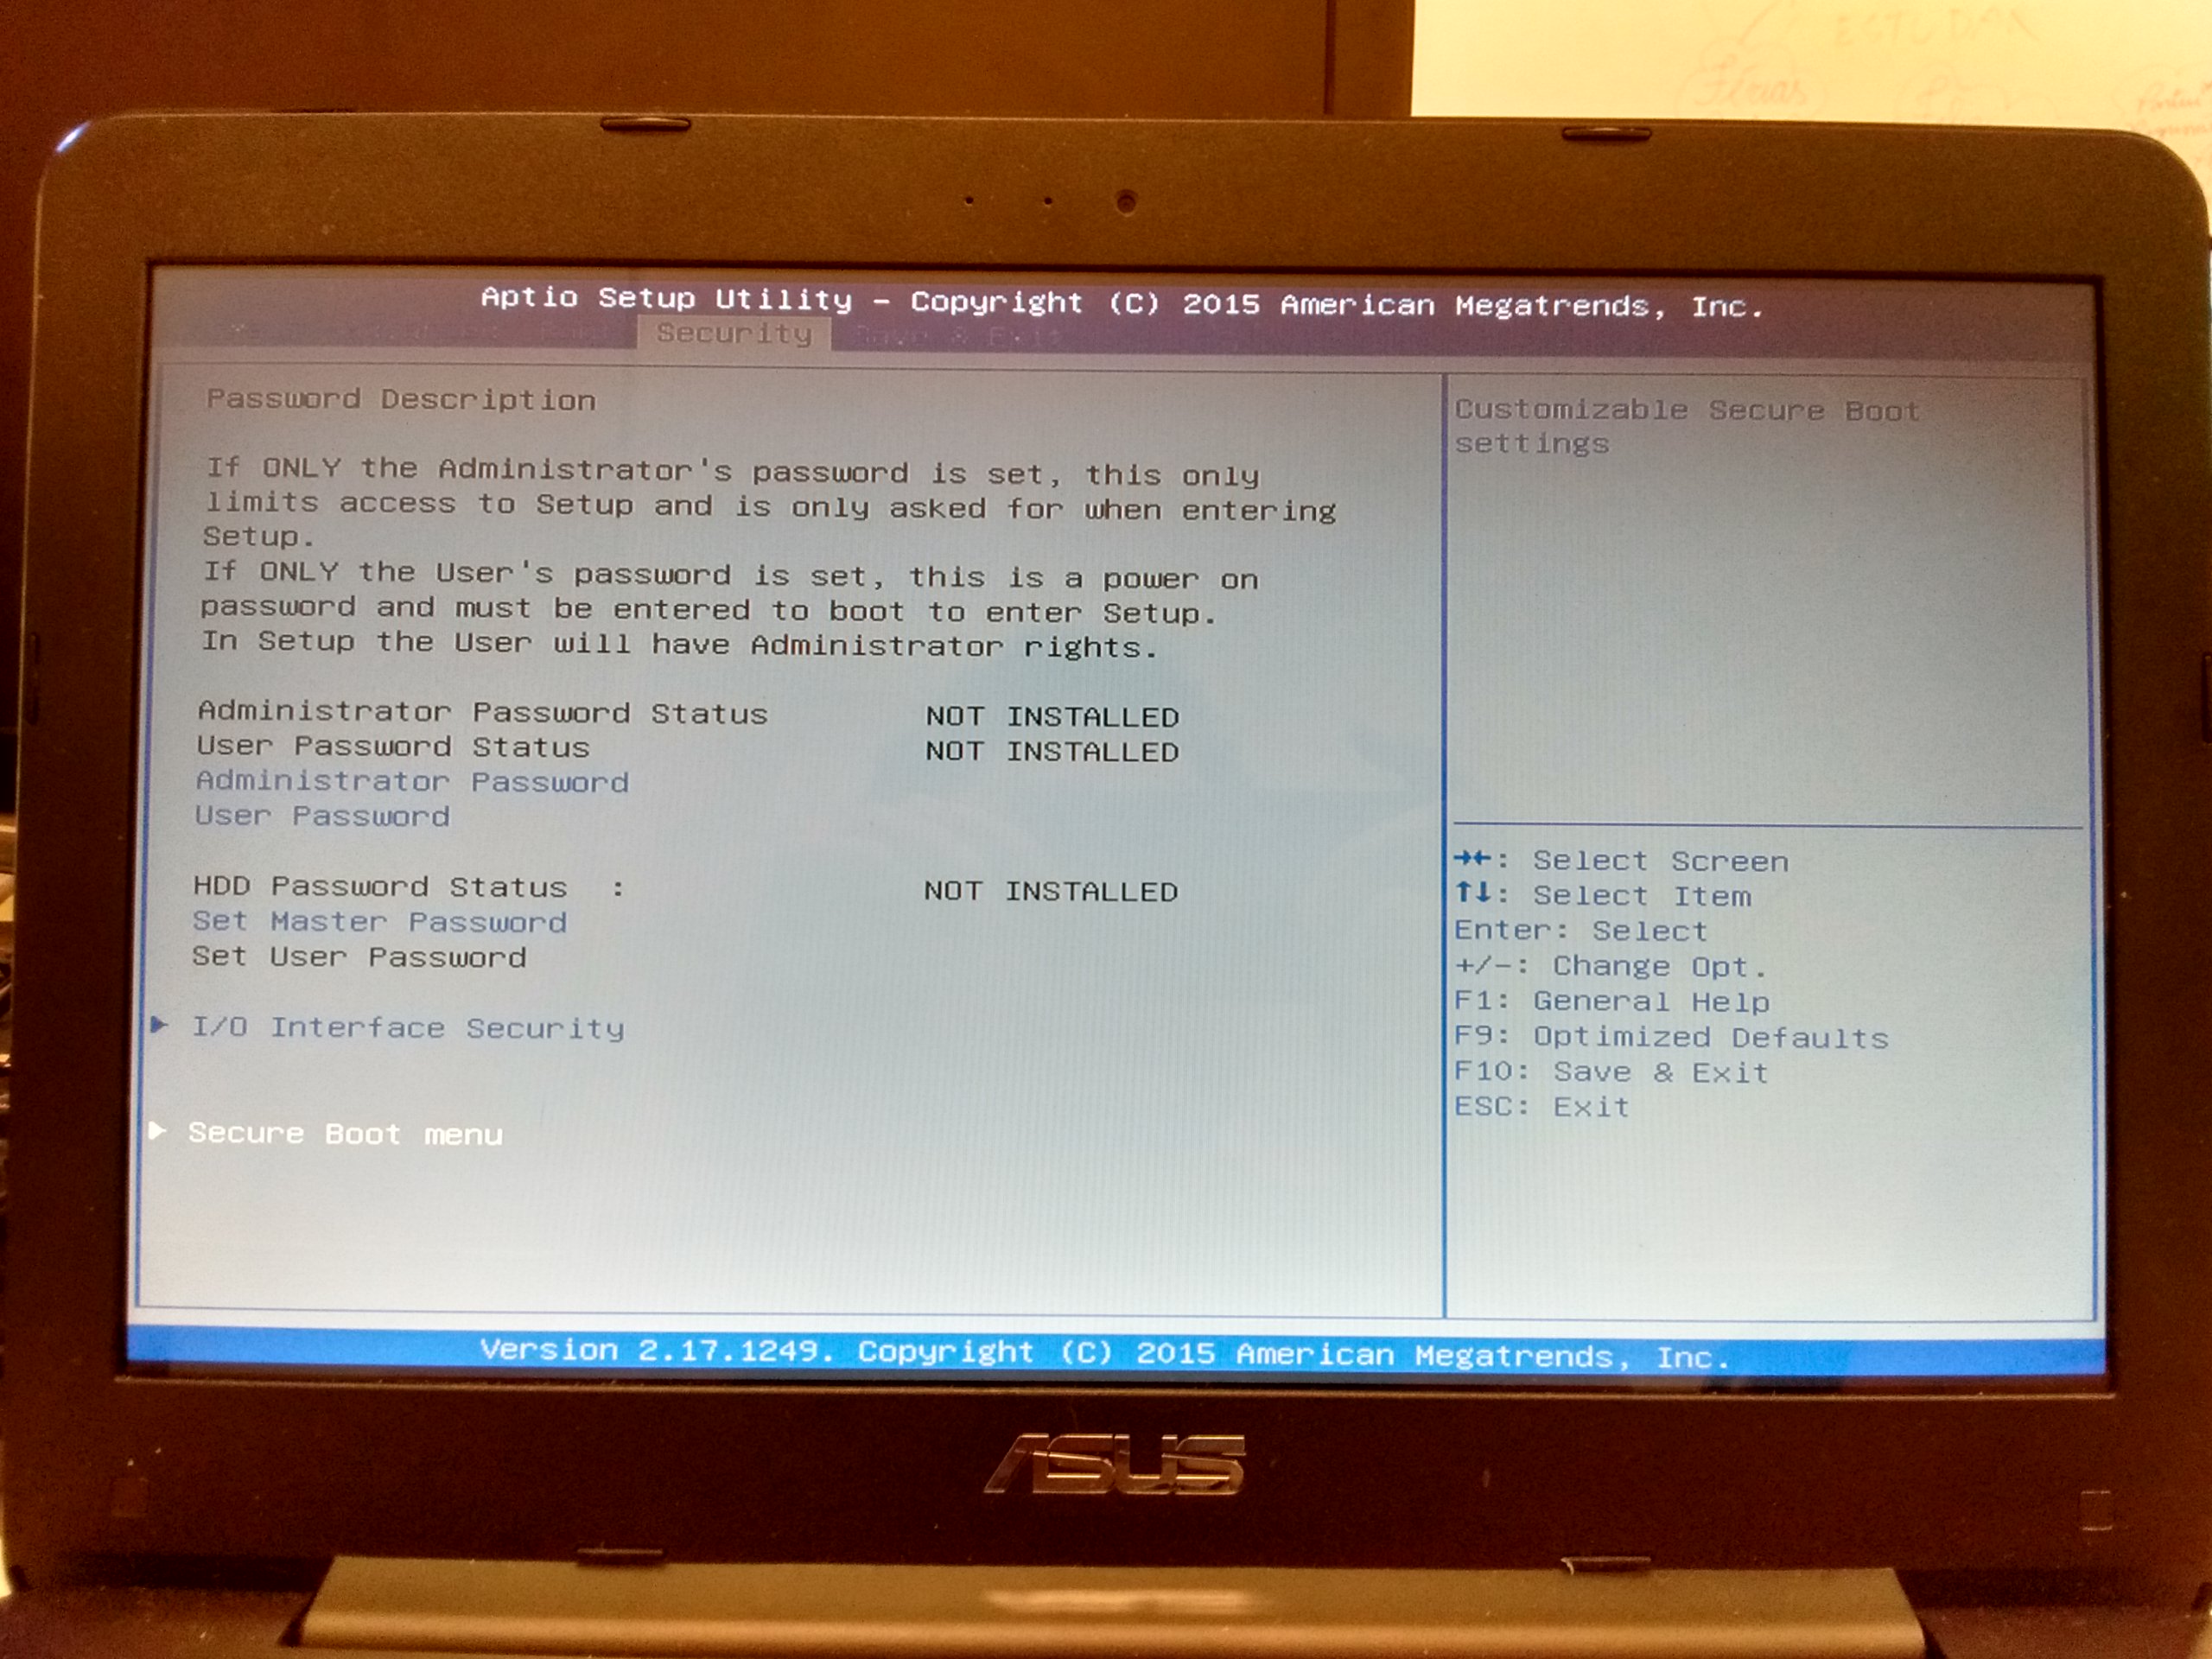 ESTUDAR
Férias
Aptio Setup Utility - Copyright (C) 2015 American Megatrends, Inc.
Security Save & Exit
Password Description
If ONLY the Administrator's password is set, this only
limits access to Setup and is only asked for when entering
Setup.
If ONLY the User's password is set, this is a power on
password and must be entered to boot to enter Setup.
In Setup the User will have Administrator rights.
Administrator Password Status NOT INSTALLED
User Password Status NOT INSTALLED
Administrator Password
User Password
HDD Password Status : NOT INSTALLED
Set Master Password
Set User Password
I/O Interface Security
Secure Boot menu
Customizable Secure Boot
settings
→←: Select Screen
↑↓: Select Item
Enter: Select
+/-: Change Opt.
F1: General Help
F9: Optimized Defaults
F10: Save & Exit
ESC: Exit
Version 2.17.1249. Copyright (C) 2015 American Megatrends, Inc.
ASUS